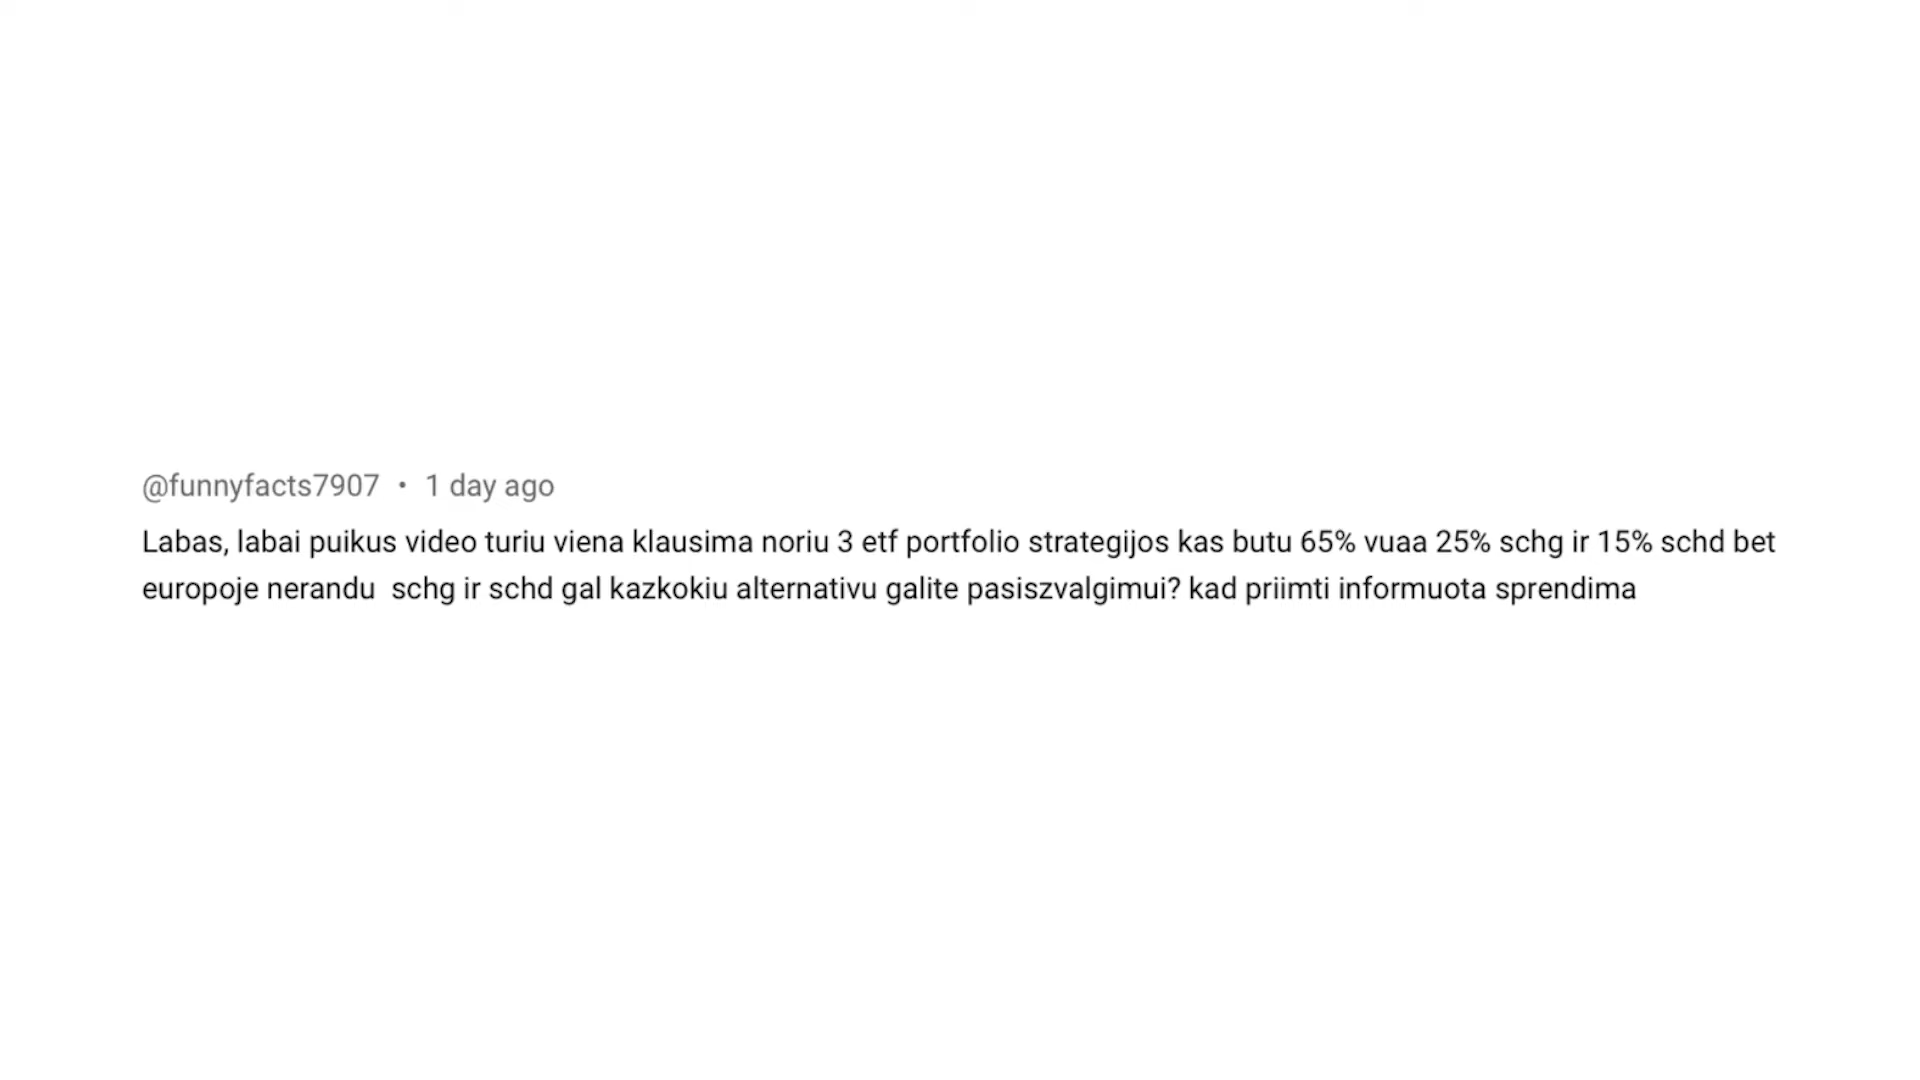 @funnyfacts7907 • 1 day ago
Labas, labai puikus video turiu viena klausima noriu 3 etf portfolio strategijos kas butu 65% vuaa 25% schg ir 15% schd bet
europoje nerandu  schg ir schd gal kazkokiu alternativu galite pasiszvalgimui? kad priimti informuota sprendima